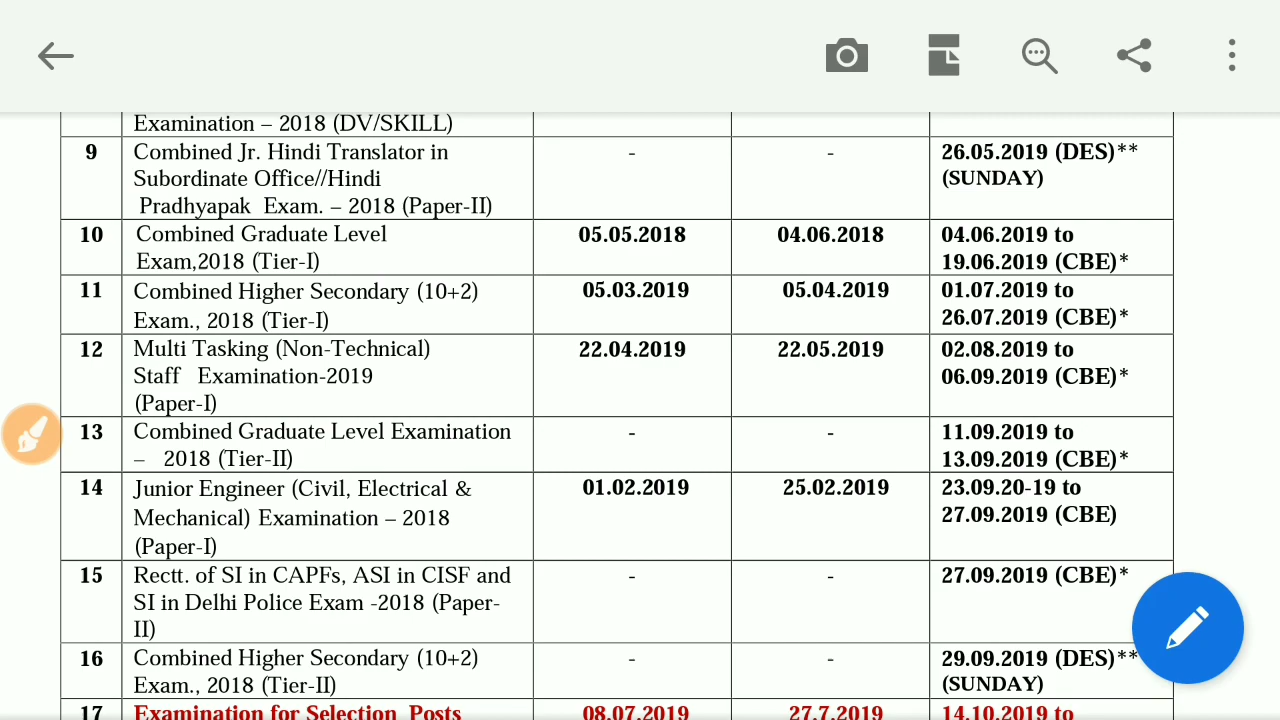 Examination – 2018 (DV/SKILL)
9 Combined Jr. Hindi Translator in - - 26.05.2019 (DES)**
Subordinate Office//Hindi (SUNDAY)
Pradhyapak Exam. – 2018 (Paper-II)
10 Combined Graduate Level 05.05.2018 04.06.2018 04.06.2019 to
Exam,2018 (Tier-I) 19.06.2019 (CBE)*
11 Combined Higher Secondary (10+2) 05.03.2019 05.04.2019 01.07.2019 to
Exam., 2018 (Tier-I) 26.07.2019 (CBE)*
12 Multi Tasking (Non-Technical) 22.04.2019 22.05.2019 02.08.2019 to
Staff Examination-2019 06.09.2019 (CBE)*
(Paper-I)
13 Combined Graduate Level Examination - - 11.09.2019 to
– 2018 (Tier-II) 13.09.2019 (CBE)*
14 Junior Engineer (Civil, Electrical & 01.02.2019 25.02.2019 23.09.20-19 to
Mechanical) Examination – 2018 27.09.2019 (CBE)
(Paper-I)
15 Rectt. of SI in CAPFs, ASI in CISF and - - 27.09.2019 (CBE)*
SI in Delhi Police Exam -2018 (Paper-
II)
16 Combined Higher Secondary (10+2) - - 29.09.2019 (DES)**
Exam., 2018 (Tier-II) (SUNDAY)
17 Examination for Selection Posts 08.07.2019 27.7.2019 14.10.2019 to